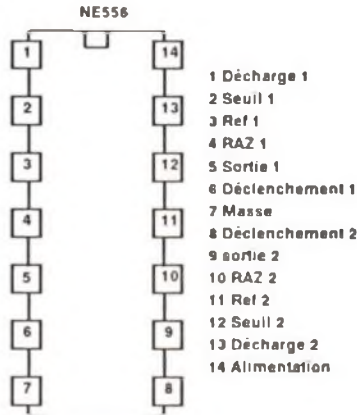 NE556
1 14
2 13
3 12
4 11
5 10
6 9
7 8
1 Décharge 1
2 Seuil 1
3 Ref 1
4 RAZ 1
5 Sortie 1
6 Déclenchement 1
7 Masse
8 Déclenchement 2
9 sortie 2
10 RAZ 2
11 Ref 2
12 Seuil 2
13 Décharge 2
14 Alimentation